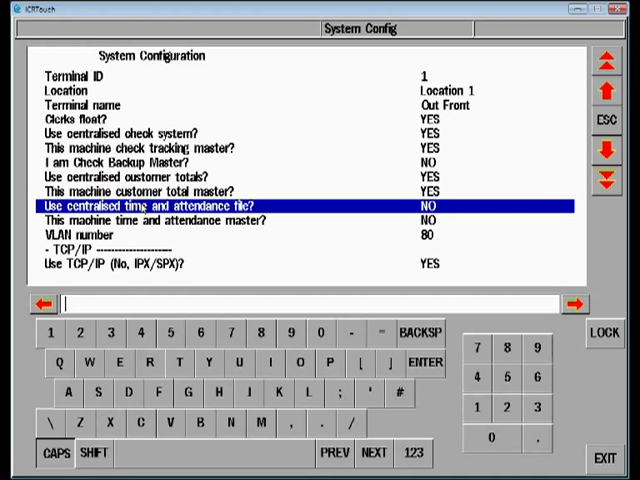 ICRTouch
System Config
System Configuration
Terminal ID 1
Location Location 1
Terminal name Out Front
Clerks float? YES
Use centralised check system? YES
This machine check tracking master? YES
I am Check Backup Master? NO
Use centralised customer totals? YES
This machine customer total master? YES
Use centralised time and attendance file? NO
This machine time and attendance master? NO
VLAN number 80
- TCP/IP --------------------
Use TCP/IP (No, IPX/SPX)? YES
ESC
1 2 3 4 5 6 7 8 9 0 - = BACKSP
LOCK
Q W E R T Y U I O P [ ] ENTER
A S D F G H J K L ; ' #
\ Z X C V B N M , . /
CAPS SHIFT PREV NEXT 123
7 8 9
4 5 6
1 2 3
0 .
EXIT